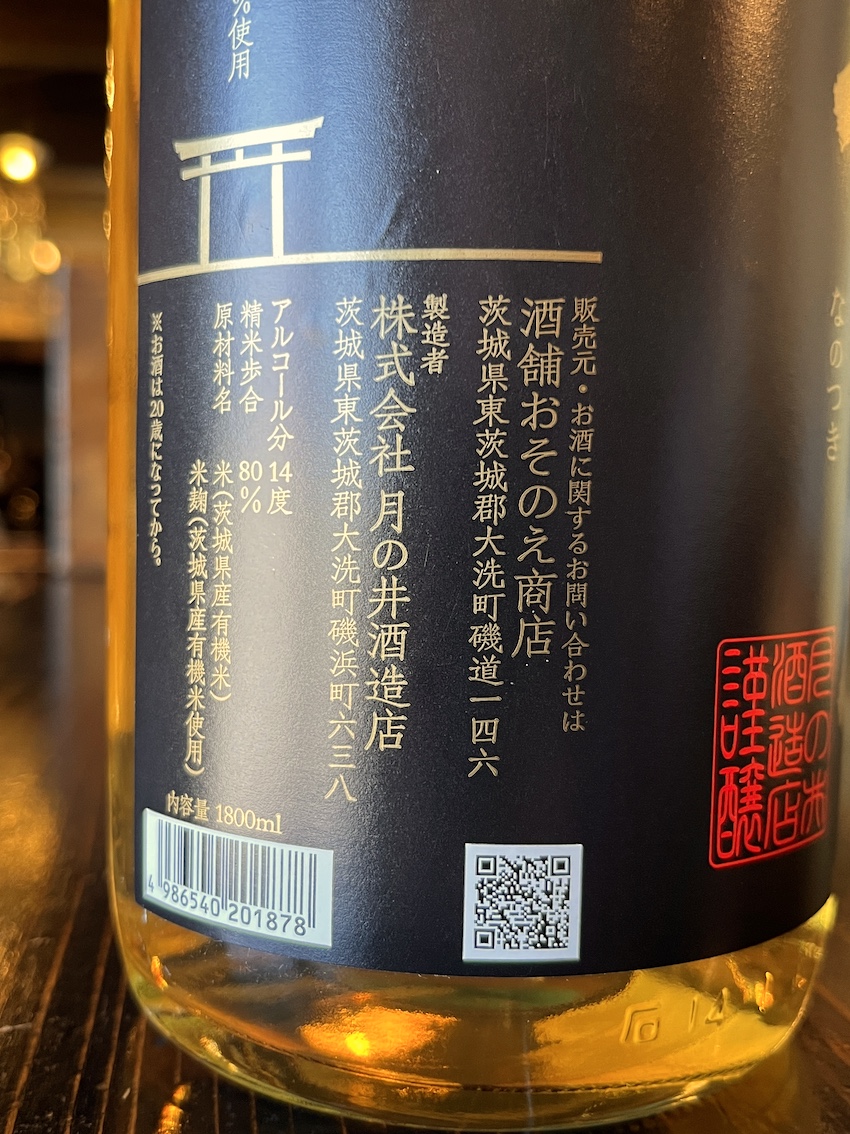 なのつき
月の井
酒造店
謹醸
販売元・お酒に関するお問い合わせは
酒舗おそのえ商店
茨城県東茨城郡大洗町磯道一四六
製造者
株式会社 月の井酒造店
茨城県東茨城郡大洗町磯浜町六三八
%使用
アルコール分 14度
精米歩合 80%
原材料名 米(茨城県産有機米)
米麹(茨城県産有機米使用)
※お酒は20歳になってから。
内容量 1800ml
4 986540 201878